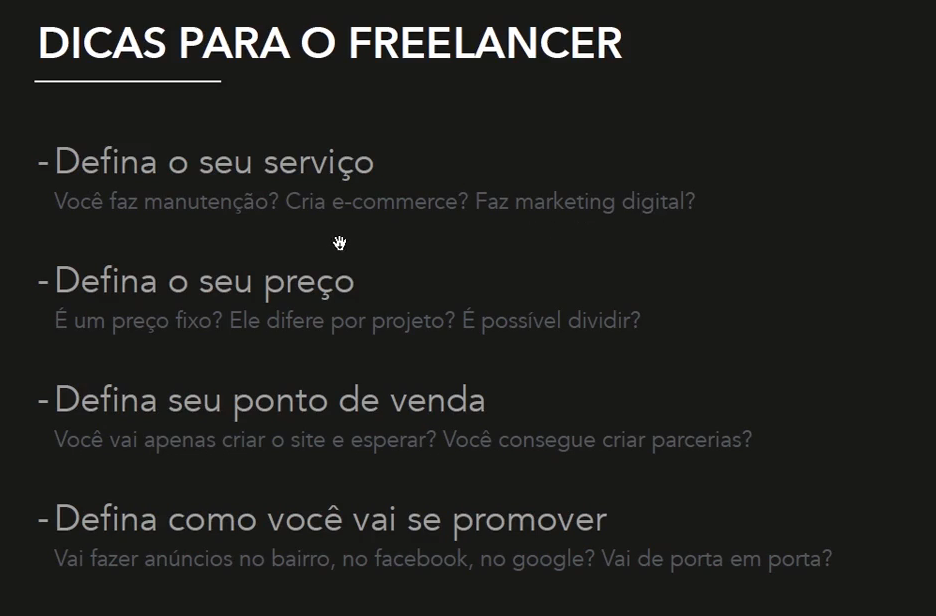 DICAS PARA O FREELANCER
- Defina o seu serviço
Você faz manutenção? Cria e-commerce? Faz marketing digital?
- Defina o seu preço
É um preço fixo? Ele difere por projeto? É possível dividir?
- Defina seu ponto de venda
Você vai apenas criar o site e esperar? Você consegue criar parcerias?
- Defina como você vai se promover
Vai fazer anúncios no bairro, no facebook, no google? Vai de porta em porta?